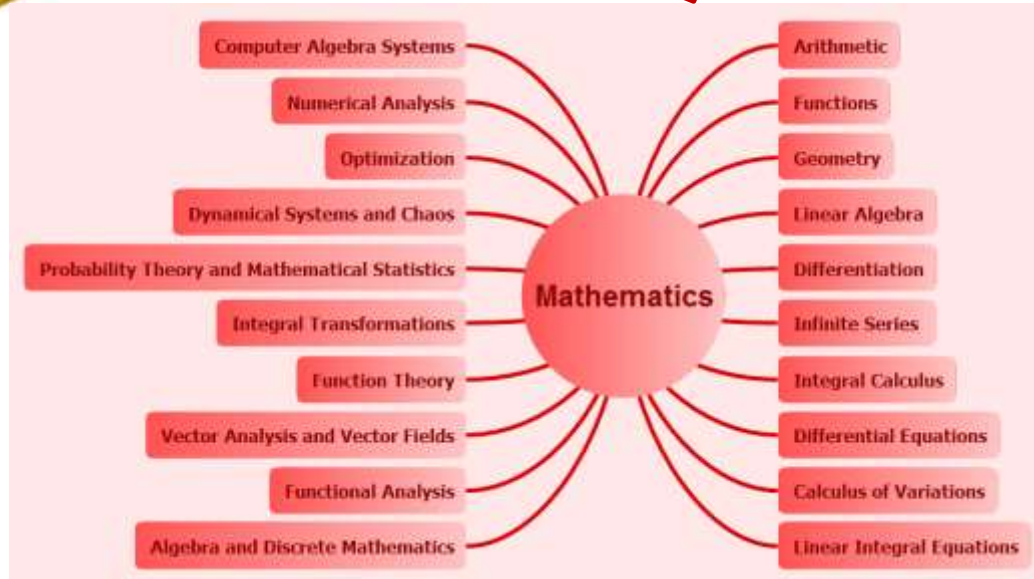 Computer Algebra Systems
Numerical Analysis
Optimization
Dynamical Systems and Chaos
Probability Theory and Mathematical Statistics
Integral Transformations
Function Theory
Vector Analysis and Vector Fields
Functional Analysis
Algebra and Discrete Mathematics
Mathematics
Arithmetic
Functions
Geometry
Linear Algebra
Differentiation
Infinite Series
Integral Calculus
Differential Equations
Calculus of Variations
Linear Integral Equations